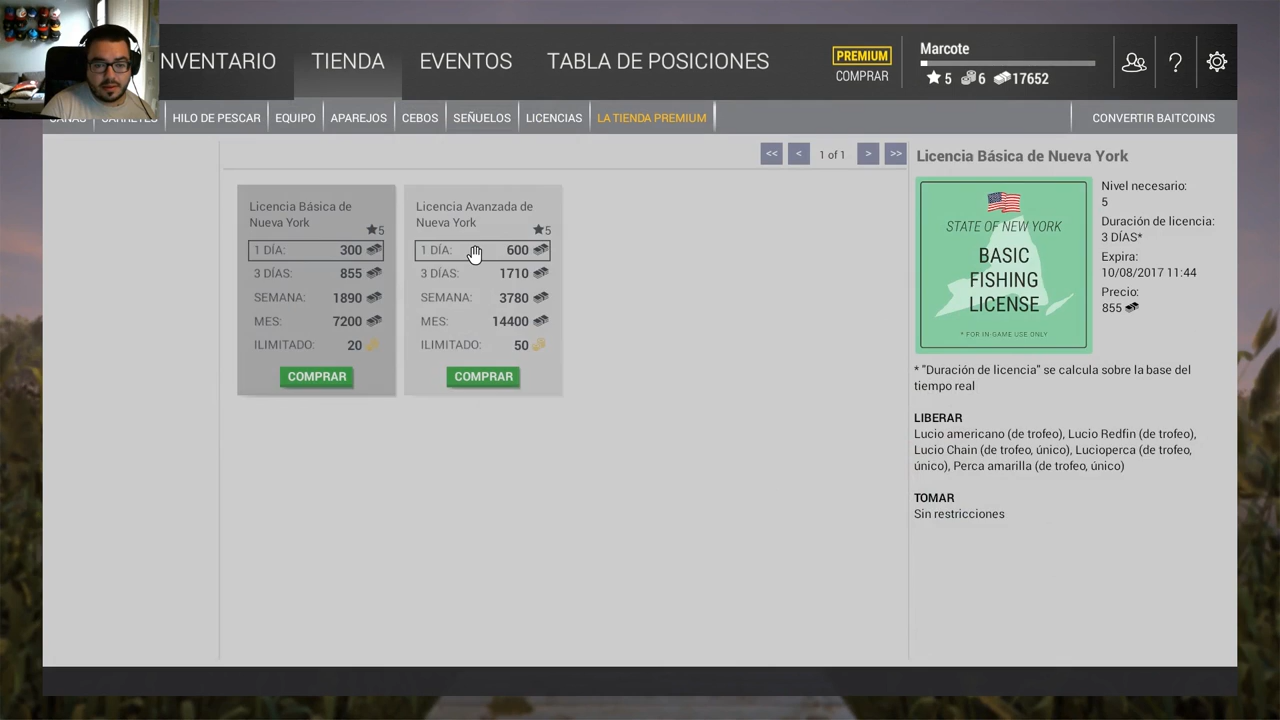 NVENTARIO
TIENDA
EVENTOS
TABLA DE POSICIONES
PREMIUM
COMPRAR
Marcote
5 6 17652
CAÑAS
CARRETES
HILO DE PESCAR
EQUIPO
APAREJOS
CEBOS
SEÑUELOS
LICENCIAS
LA TIENDA PREMIUM
CONVERTIR BAITCOINS
<< < 1 of 1 > >>
Licencia Básica de
Nueva York
5
1 DÍA: 300
3 DÍAS: 855
SEMANA: 1890
MES: 7200
ILIMITADO: 20
COMPRAR
Licencia Avanzada de
Nueva York
5
1 DÍA: 600
3 DÍAS: 1710
SEMANA: 3780
MES: 14400
ILIMITADO: 50
COMPRAR
Licencia Básica de Nueva York
STATE OF NEW YORK
BASIC
FISHING
LICENSE
* FOR IN-GAME USE ONLY
Nivel necesario:
5
Duración de licencia:
3 DÍAS*
Expira:
10/08/2017 11:44
Precio:
855
* "Duración de licencia" se calcula sobre la base del
tiempo real
LIBERAR
Lucio americano (de trofeo), Lucio Redfin (de trofeo),
Lucio Chain (de trofeo, único), Lucioperca (de trofeo,
único), Perca amarilla (de trofeo, único)
TOMAR
Sin restricciones